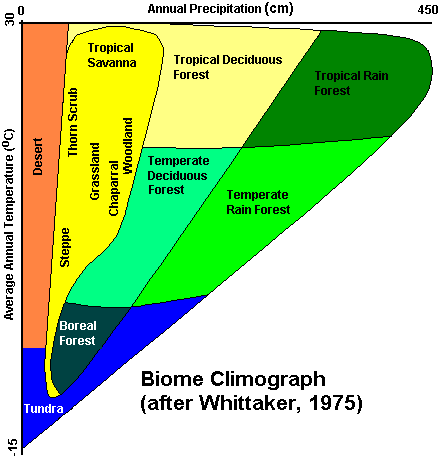 Annual Precipitation (cm)
0
450
30
Average Annual Temperature (ºC)
-15
Desert
Tropical
Savanna
Thorn Scrub
Grassland
Chaparral
Woodland
Steppe
Tropical Deciduous
Forest
Tropical Rain
Forest
Temperate
Deciduous
Forest
Temperate
Rain Forest
Boreal
Forest
Tundra
Biome Climograph
(after Whittaker, 1975)